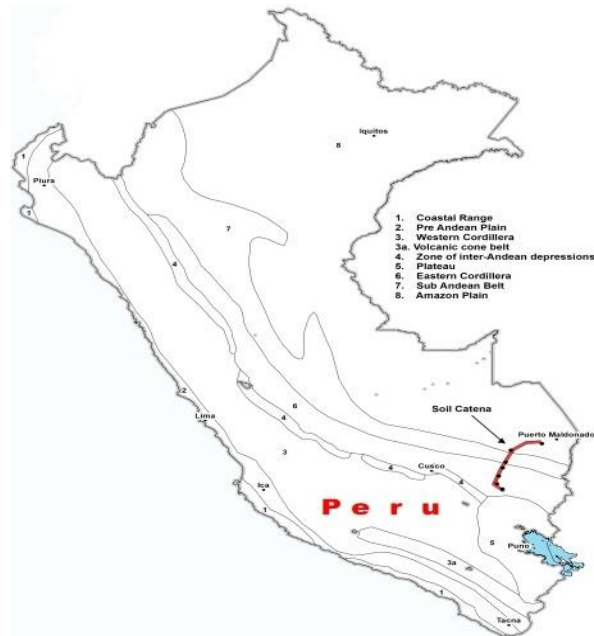 Iquitos
8
1
Piura
1
7
4
1. Coastal Range
2. Pre Andean Plain
3. Western Cordillera
3a. Volcanic cone belt
4. Zone of inter-Andean depressions
5. Plateau
6. Eastern Cordillera
7. Sub Andean Belt
8. Amazon Plain
2
Lima
6
4
3
Soil Catena
Puerto Maldonado
4
Cusco
4
Ica
1
Peru
5
Puno
3a
1
Tacna